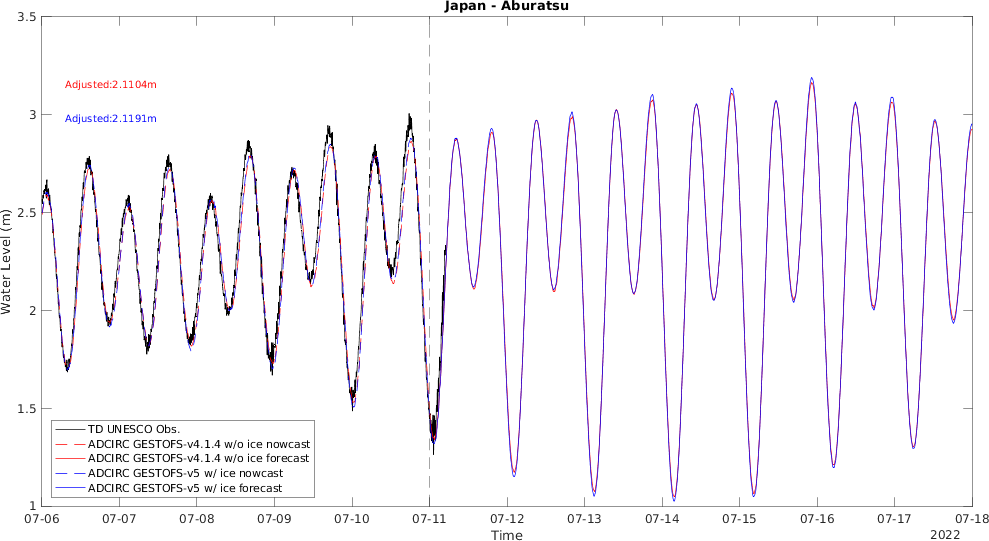 Japan - Aburatsu
3.5
Adjusted:2.1104m
3
Adjusted:2.1191m
2.5
Water Level (m)
2
1.5
TD UNESCO Obs.
ADCIRC GESTOFS-v4.1.4 w/o ice nowcast
ADCIRC GESTOFS-v4.1.4 w/o ice forecast
ADCIRC GESTOFS-v5 w/ ice nowcast
ADCIRC GESTOFS-v5 w/ ice forecast
1
07-06 07-07 07-08 07-09 07-10 07-11 07-12 07-13 07-14 07-15 07-16 07-17 07-18
Time
2022